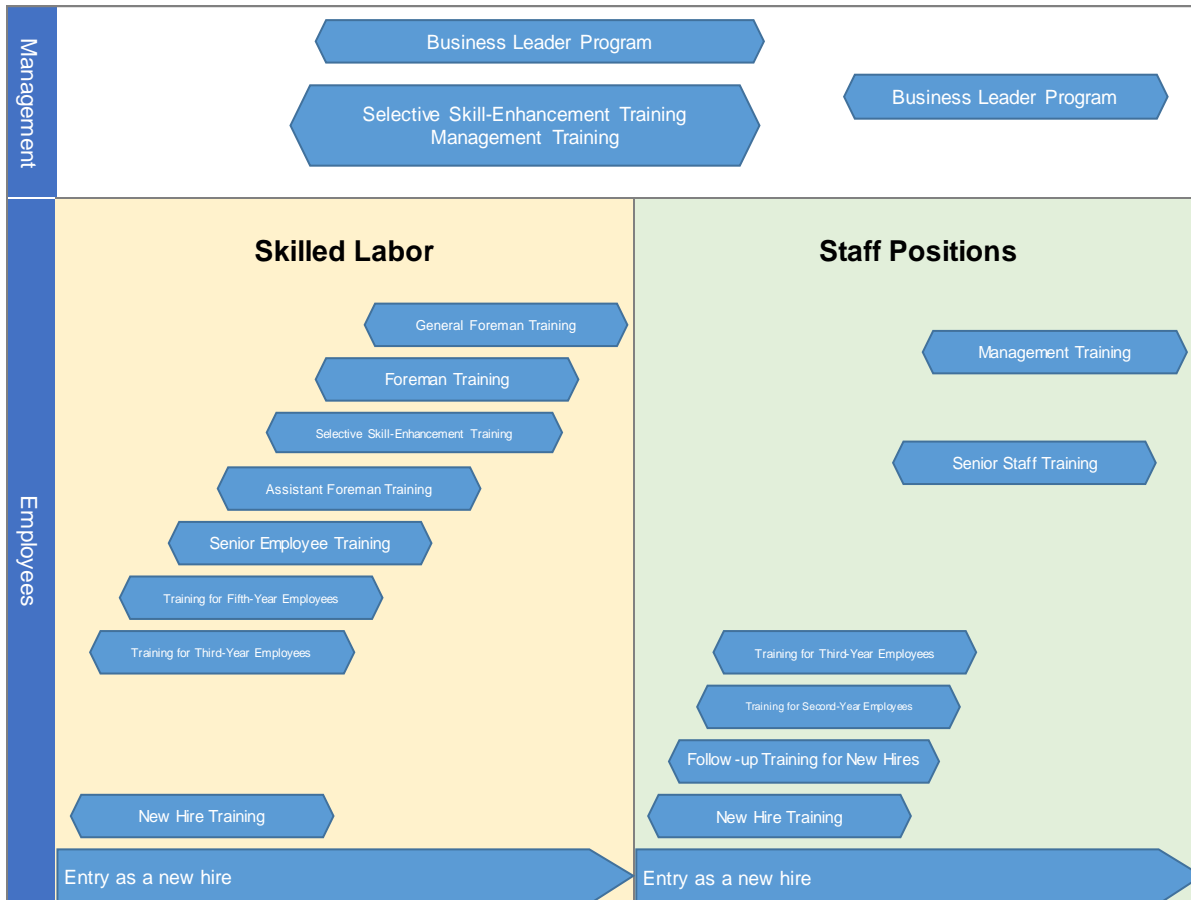 Management
Business Leader Program
Selective Skill-Enhancement Training
Management Training
Business Leader Program
Employees
Skilled Labor
General Foreman Training
Foreman Training
Selective Skill-Enhancement Training
Assistant Foreman Training
Senior Employee Training
Training for Fifth-Year Employees
Training for Third-Year Employees
New Hire Training
Entry as a new hire
Staff Positions
Management Training
Senior Staff Training
Training for Third-Year Employees
Training for Second-Year Employees
Follow-up Training for New Hires
New Hire Training
Entry as a new hire